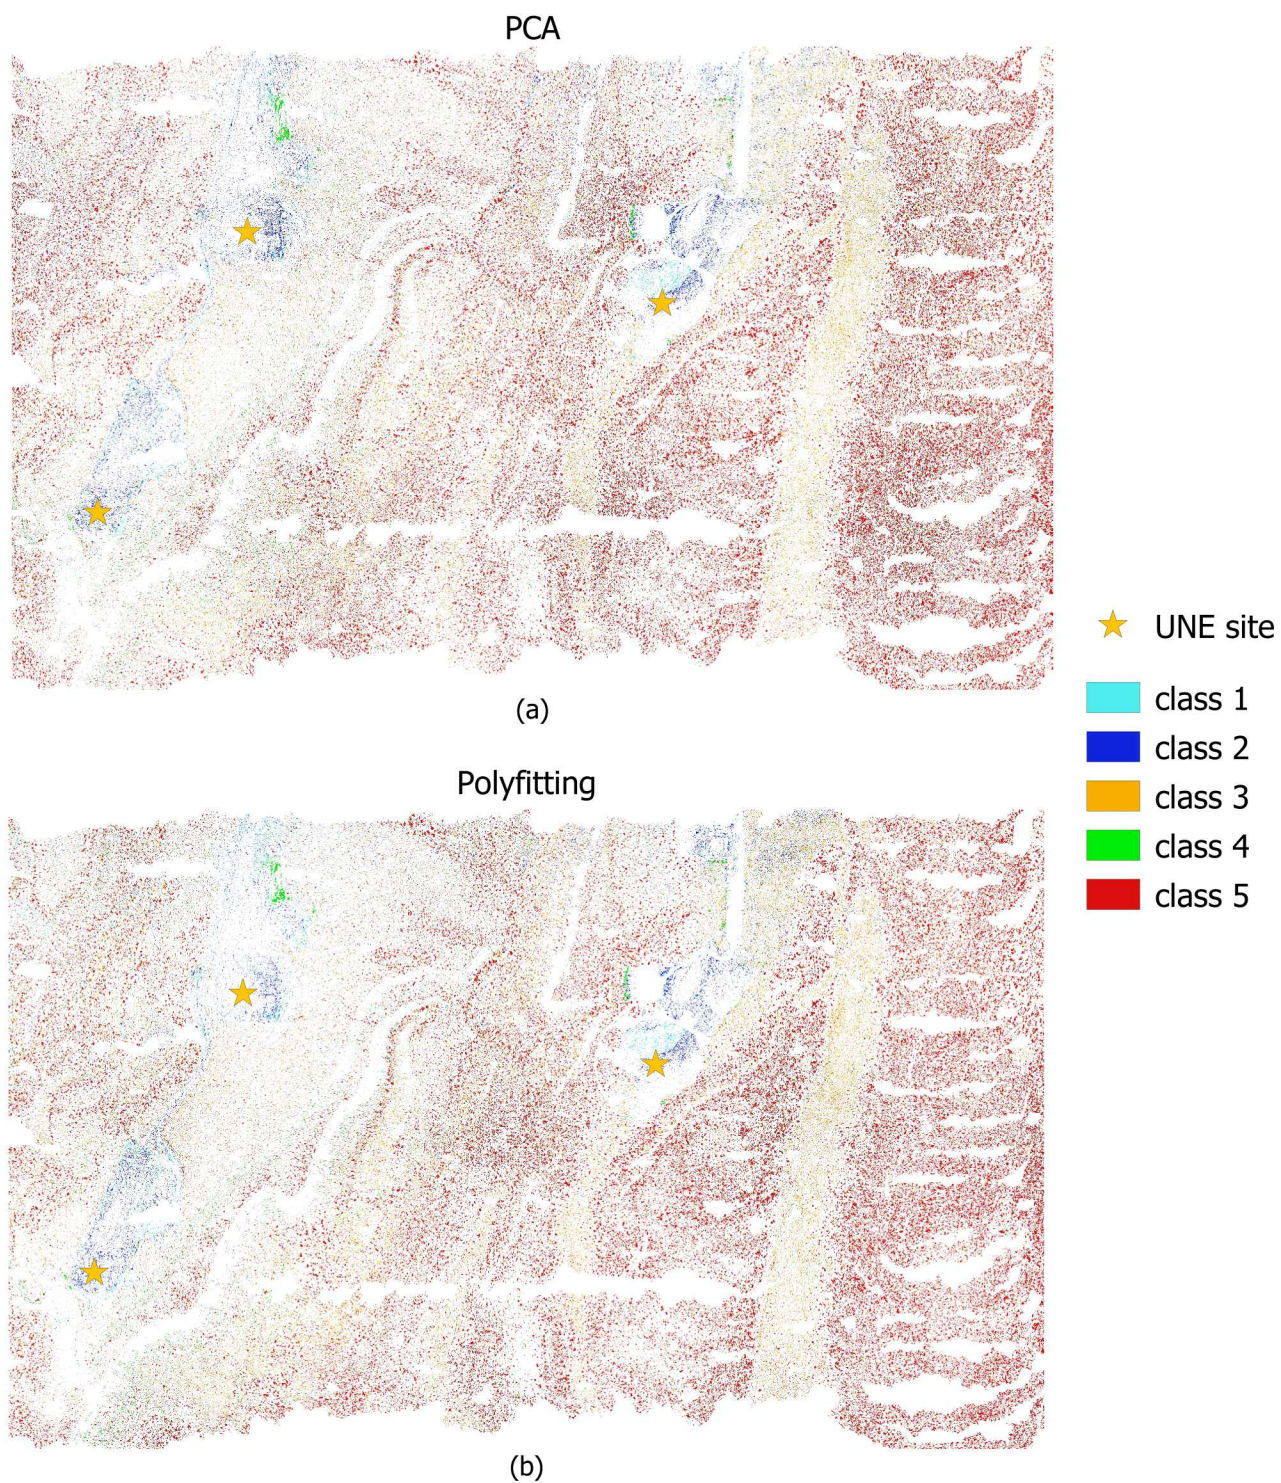 PCA
(a)
UNE site
class 1
class 2
class 3
class 4
class 5
Polyfitting
(b)